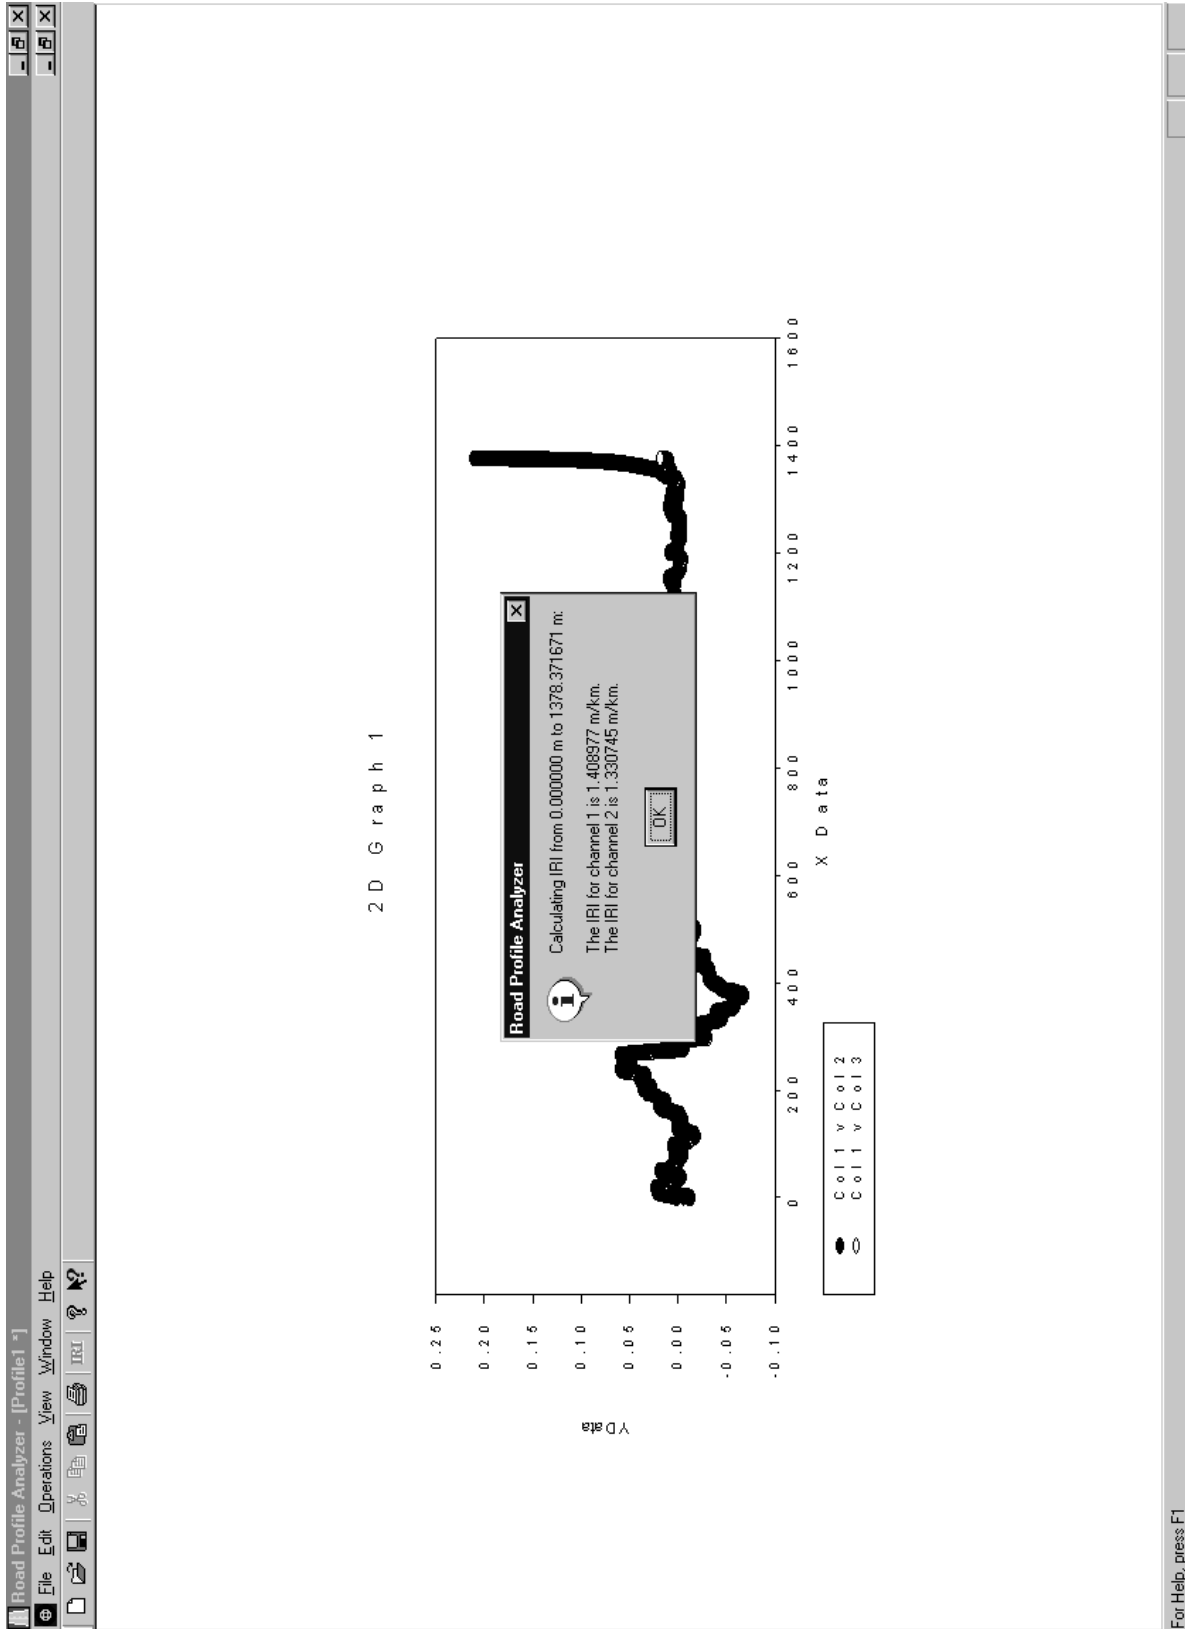 Road Profile Analyzer - [Profile1 *]
File Edit Operations View Window Help
IRI
2D Graph 1
0.25
0.20
0.15
0.10
0.05
0.00
-0.05
-0.10
Y Data
Road Profile Analyzer
Calculating IRI from 0.000000 m to 1378.371671 m:
The IRI for channel 1 is 1.408977 m/km.
The IRI for channel 2 is 1.330745 m/km.
OK
0 200 400 600 800 1000 1200 1400 1600
X Data
Col 1 v Col 2
Col 1 v Col 3
For Help, press F1